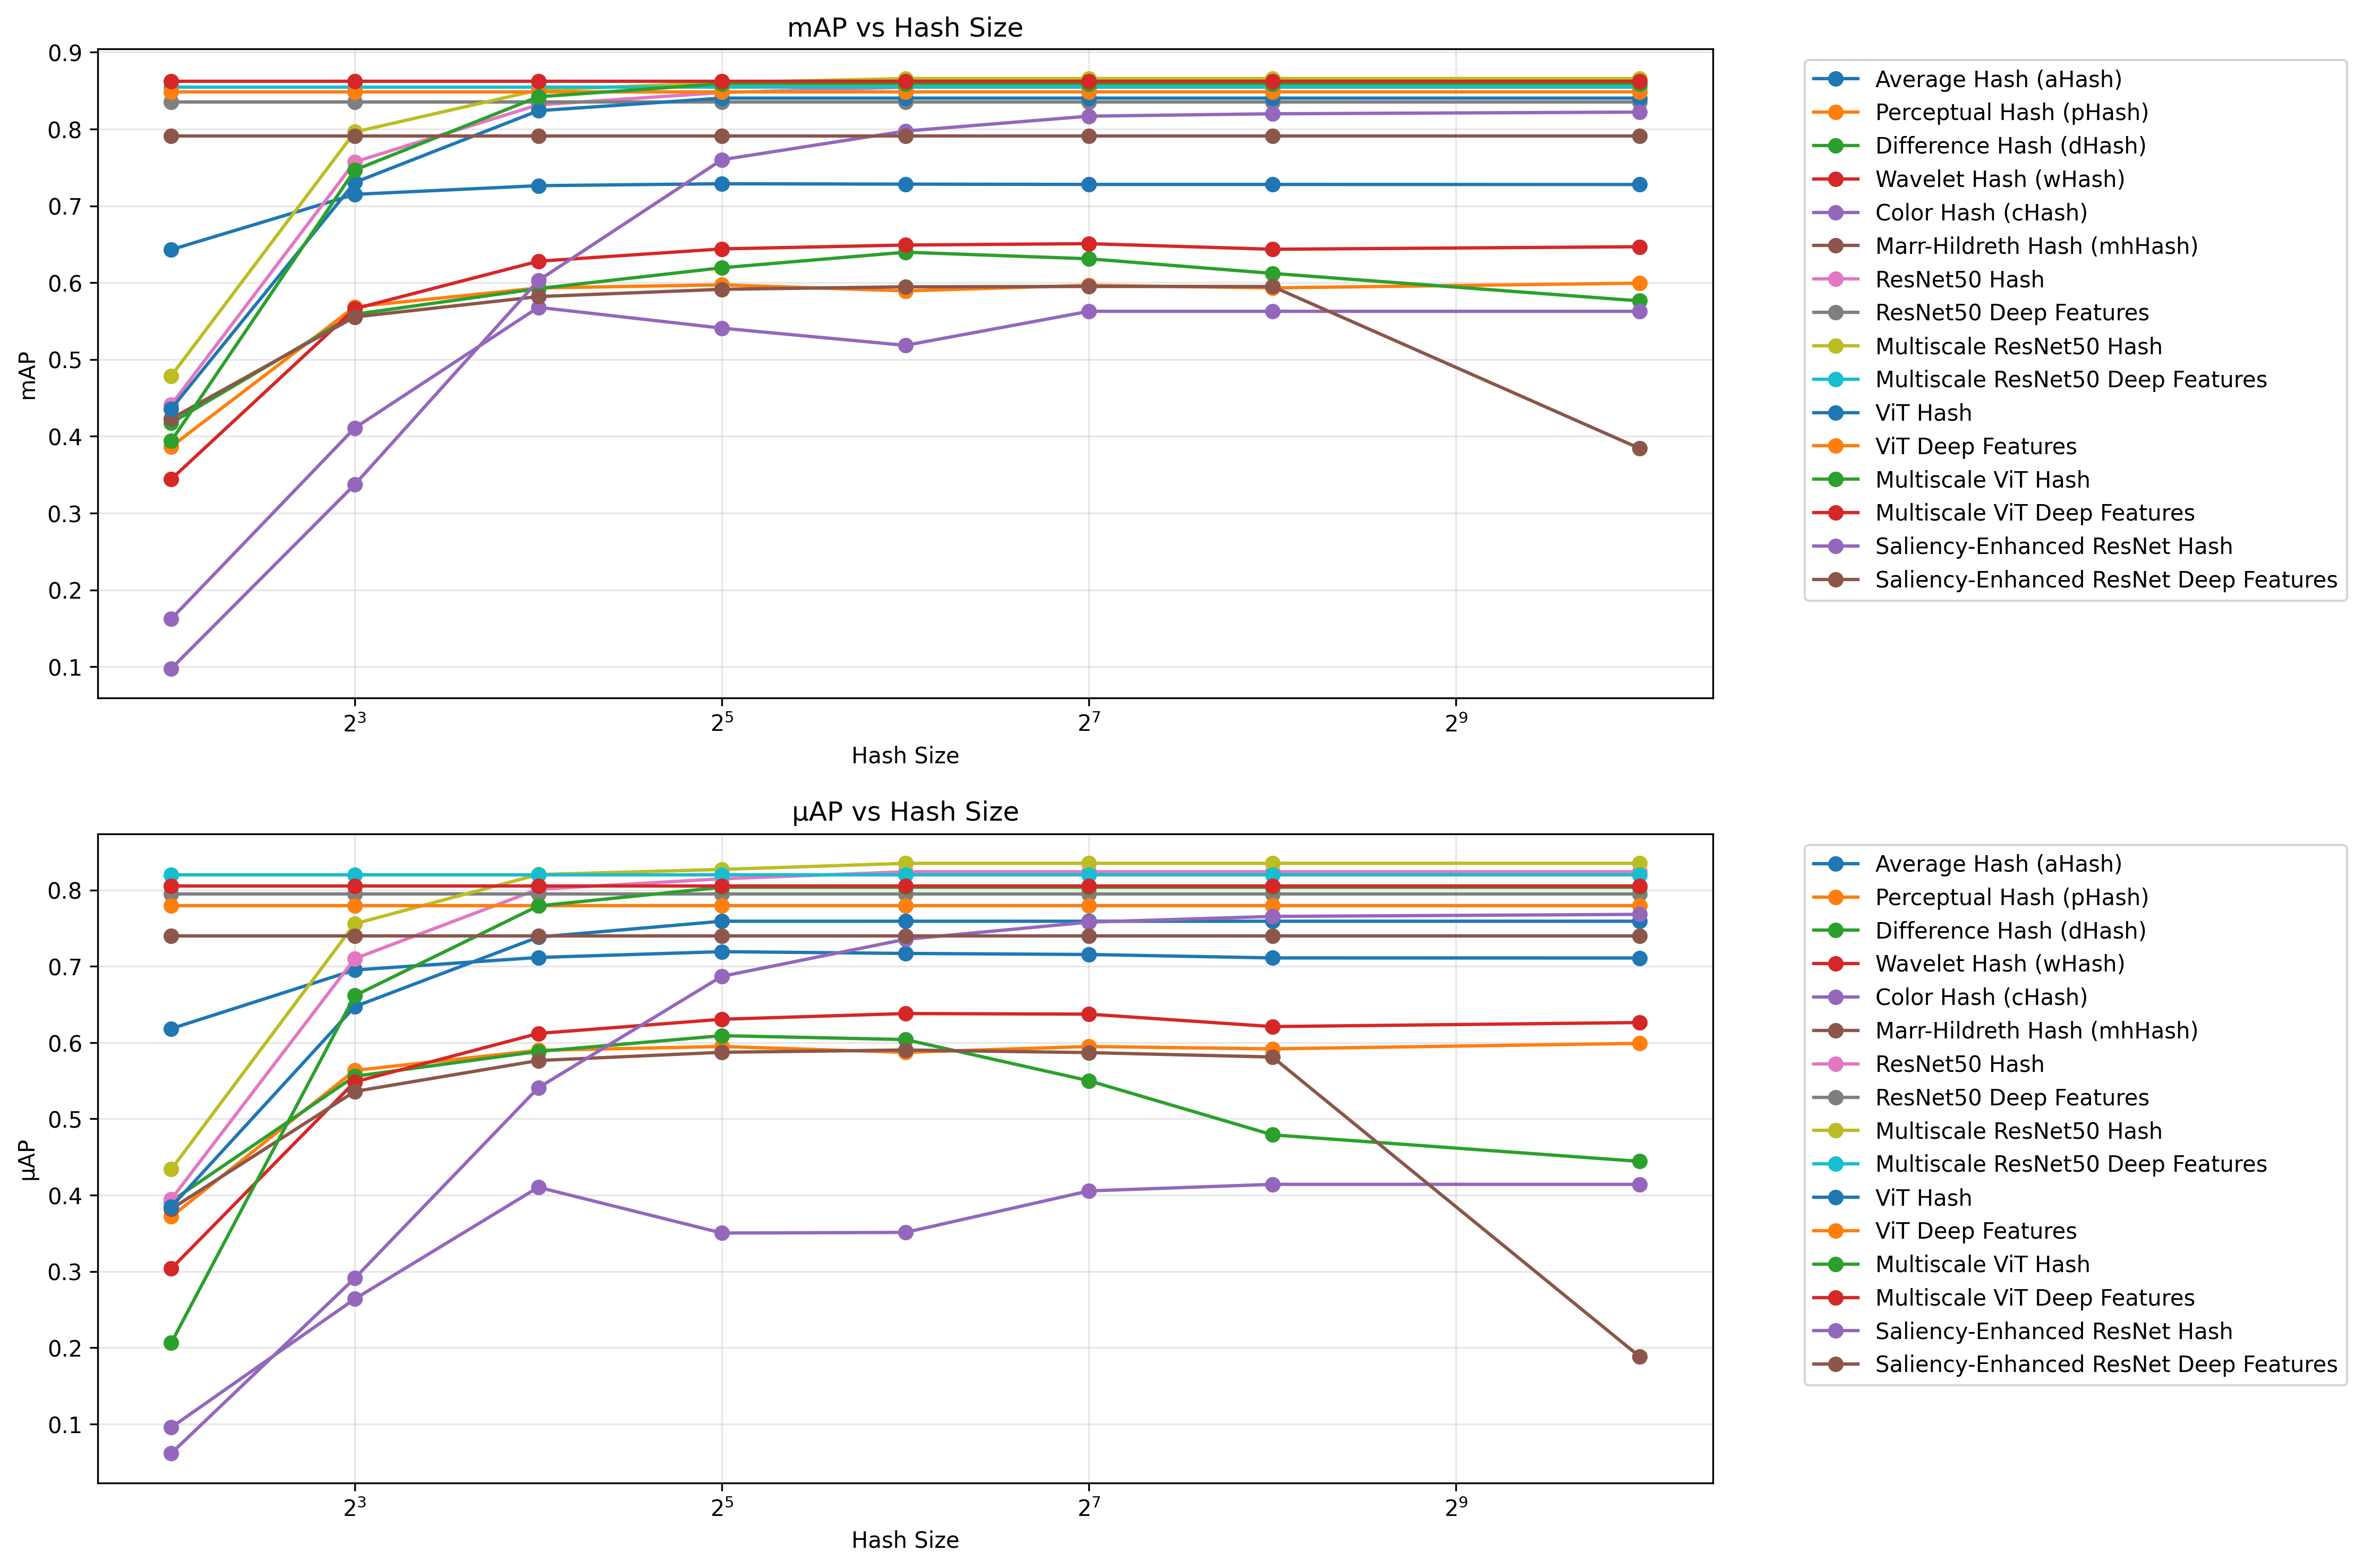 mAP vs Hash Size
mAP
0.9
0.8
0.7
0.6
0.5
0.4
0.3
0.2
0.1
2³
2⁵
2⁷
2⁹
Hash Size
Average Hash (aHash)
Perceptual Hash (pHash)
Difference Hash (dHash)
Wavelet Hash (wHash)
Color Hash (cHash)
Marr-Hildreth Hash (mhHash)
ResNet50 Hash
ResNet50 Deep Features
Multiscale ResNet50 Hash
Multiscale ResNet50 Deep Features
ViT Hash
ViT Deep Features
Multiscale ViT Hash
Multiscale ViT Deep Features
Saliency-Enhanced ResNet Hash
Saliency-Enhanced ResNet Deep Features
µAP vs Hash Size
µAP
0.8
0.7
0.6
0.5
0.4
0.3
0.2
0.1
2³
2⁵
2⁷
2⁹
Hash Size
Average Hash (aHash)
Perceptual Hash (pHash)
Difference Hash (dHash)
Wavelet Hash (wHash)
Color Hash (cHash)
Marr-Hildreth Hash (mhHash)
ResNet50 Hash
ResNet50 Deep Features
Multiscale ResNet50 Hash
Multiscale ResNet50 Deep Features
ViT Hash
ViT Deep Features
Multiscale ViT Hash
Multiscale ViT Deep Features
Saliency-Enhanced ResNet Hash
Saliency-Enhanced ResNet Deep Features